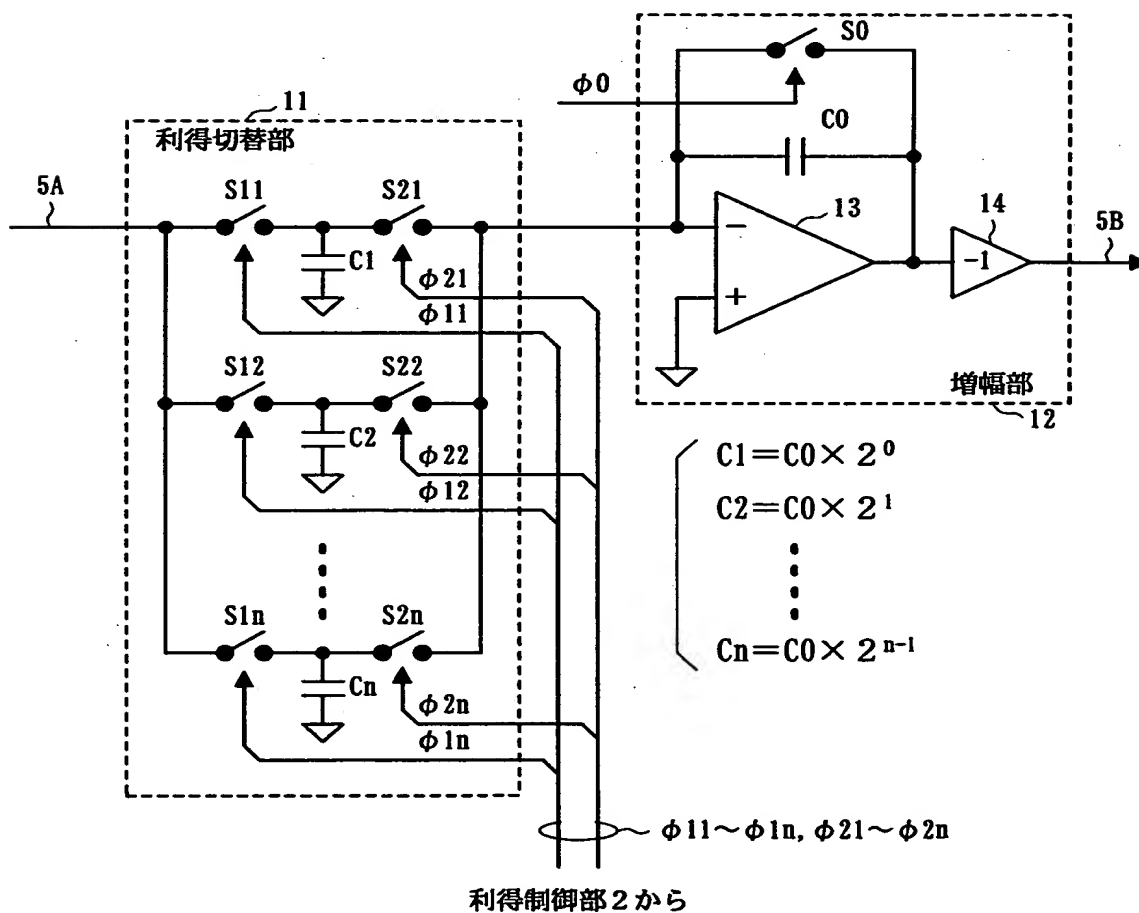 11
利得切替部
5A
S11
S21
C1
φ21
φ11
S12
S22
C2
φ22
φ12
S1n
S2n
Cn
φ2n
φ1n
φ0
S0
C0
13
−
+
14
-1
5B
増幅部
12
C1=C0×2⁰
C2=C0×2¹
Cn=C0×2ⁿ⁻¹
φ11～φ1n, φ21～φ2n
利得制御部2から